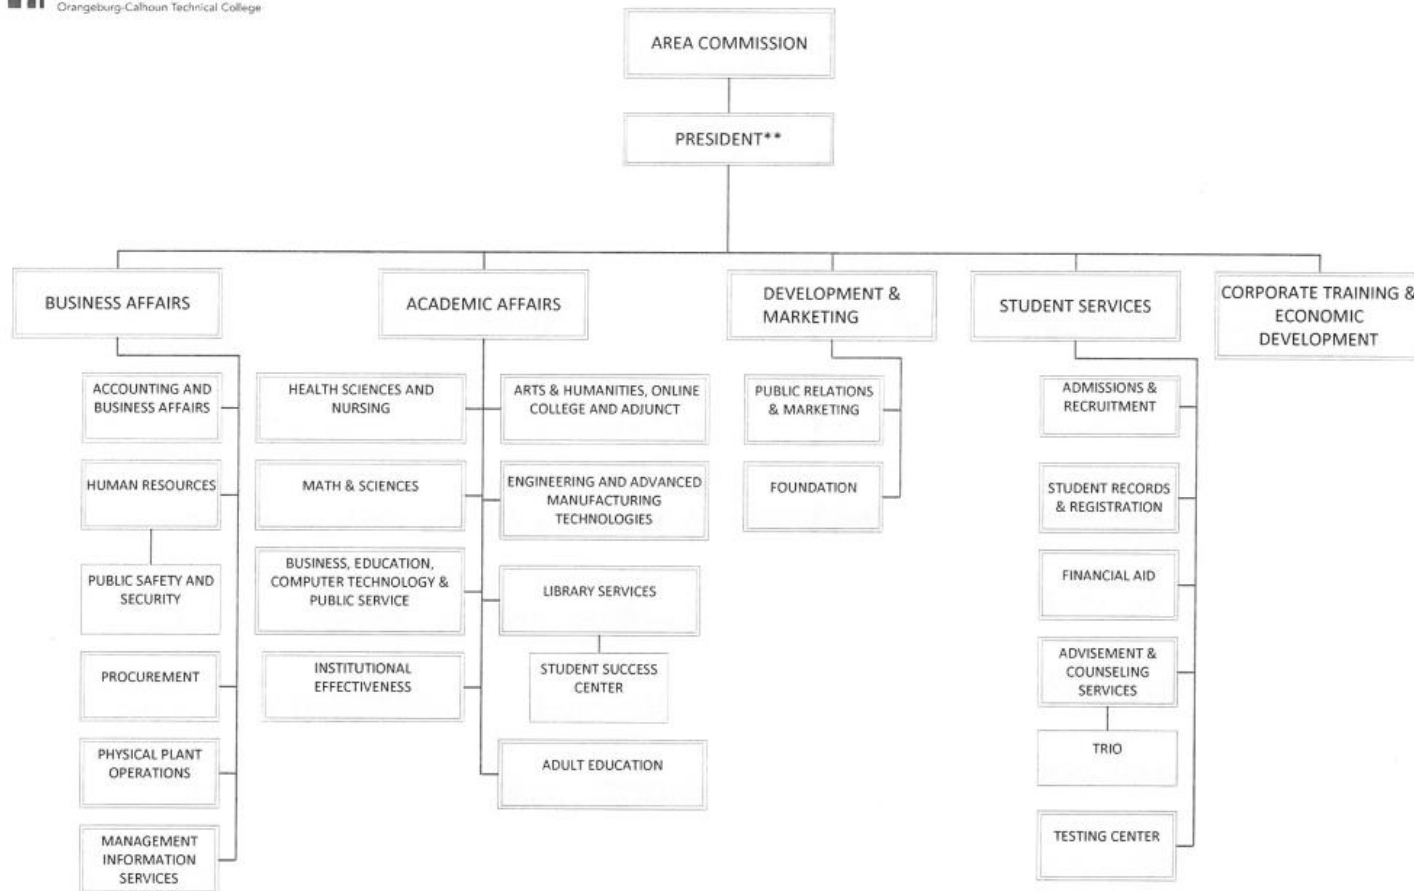 Orangeburg-Calhoun Technical College
AREA COMMISSION
PRESIDENT**
BUSINESS AFFAIRS
ACADEMIC AFFAIRS
DEVELOPMENT &
MARKETING
STUDENT SERVICES
CORPORATE TRAINING &
ECONOMIC
DEVELOPMENT
ACCOUNTING AND
BUSINESS AFFAIRS
HUMAN RESOURCES
PUBLIC SAFETY AND
SECURITY
PROCUREMENT
PHYSICAL PLANT
OPERATIONS
MANAGEMENT
INFORMATION
SERVICES
HEALTH SCIENCES AND
NURSING
MATH & SCIENCES
BUSINESS, EDUCATION,
COMPUTER TECHNOLOGY &
PUBLIC SERVICE
INSTITUTIONAL
EFFECTIVENESS
ARTS & HUMANITIES, ONLINE
COLLEGE AND ADJUNCT
ENGINEERING AND ADVANCED
MANUFACTURING
TECHNOLOGIES
LIBRARY SERVICES
STUDENT SUCCESS
CENTER
ADULT EDUCATION
PUBLIC RELATIONS
& MARKETING
FOUNDATION
ADMISSIONS &
RECRUITMENT
STUDENT RECORDS
& REGISTRATION
FINANCIAL AID
ADVISEMENT &
COUNSELING
SERVICES
TRIO
TESTING CENTER